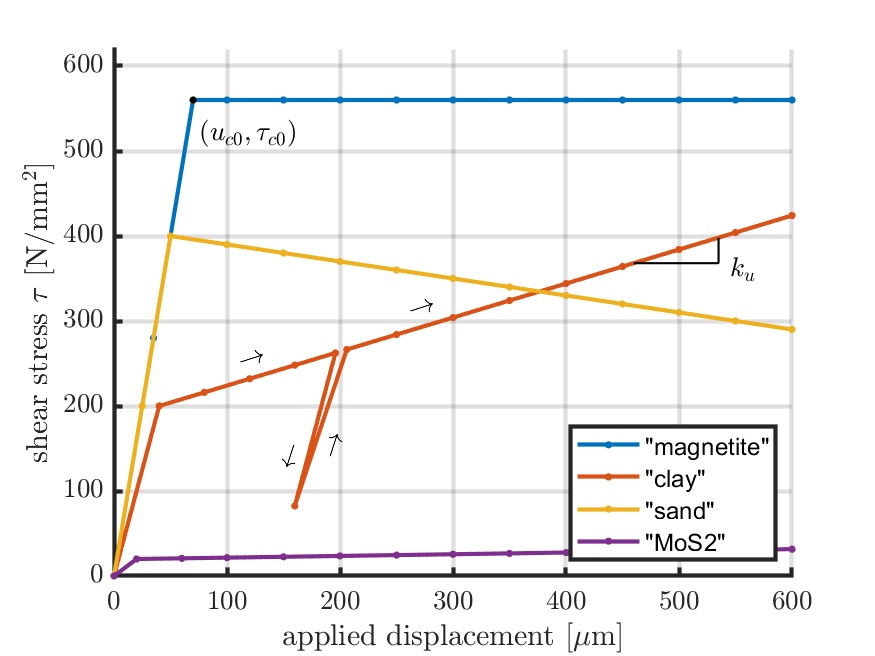 shear stress τ [N/mm²]
600
500
400
300
200
100
0
(u_c0, τ_c0)
k_u
"magnetite"
"clay"
"sand"
"MoS2"
0 100 200 300 400 500 600
applied displacement [μm]